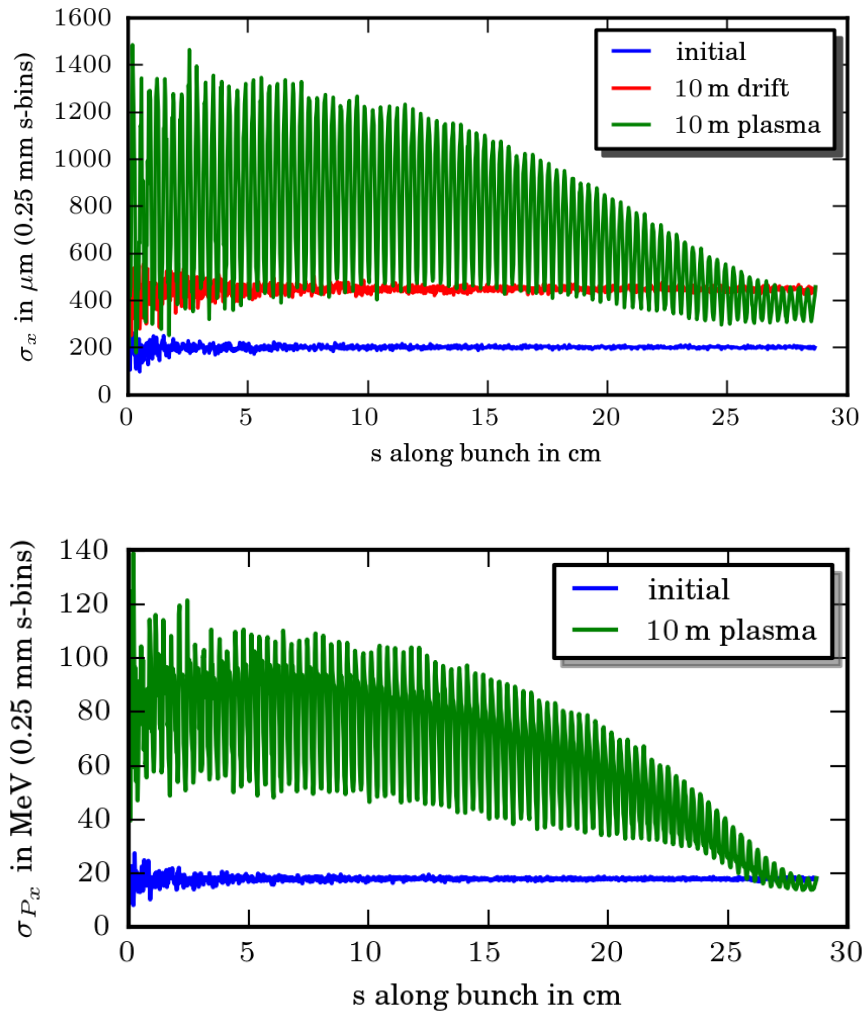 1600
1400
1200
1000
800
600
400
200
0
σx in μm (0.25 mm s-bins)
initial
10 m drift
10 m plasma
0 5 10 15 20 25 30
s along bunch in cm
140
120
100
80
60
40
20
0
σPx in MeV (0.25 mm s-bins)
initial
10 m plasma
0 5 10 15 20 25 30
s along bunch in cm